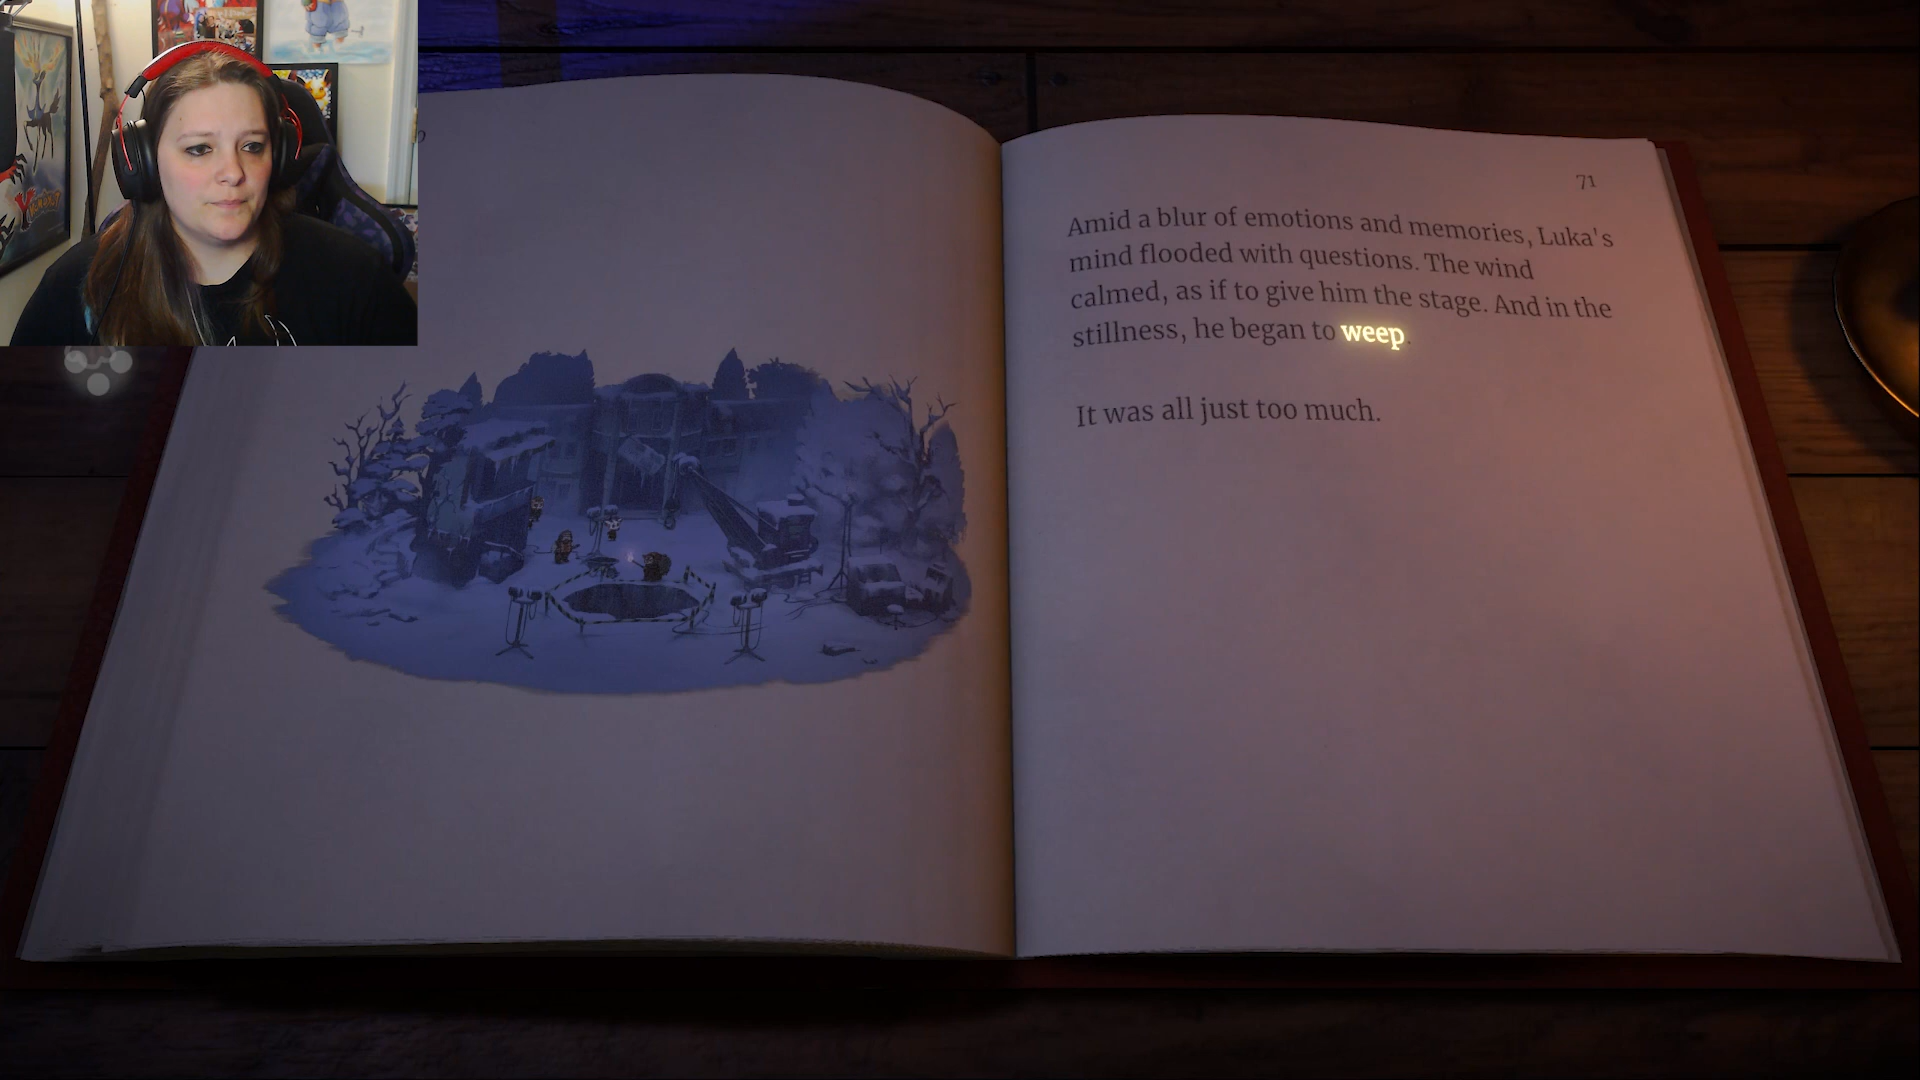 71
Amid a blur of emotions and memories, Luka's
mind flooded with questions. The wind
calmed, as if to give him the stage. And in the
stillness, he began to weep.
It was all just too much.